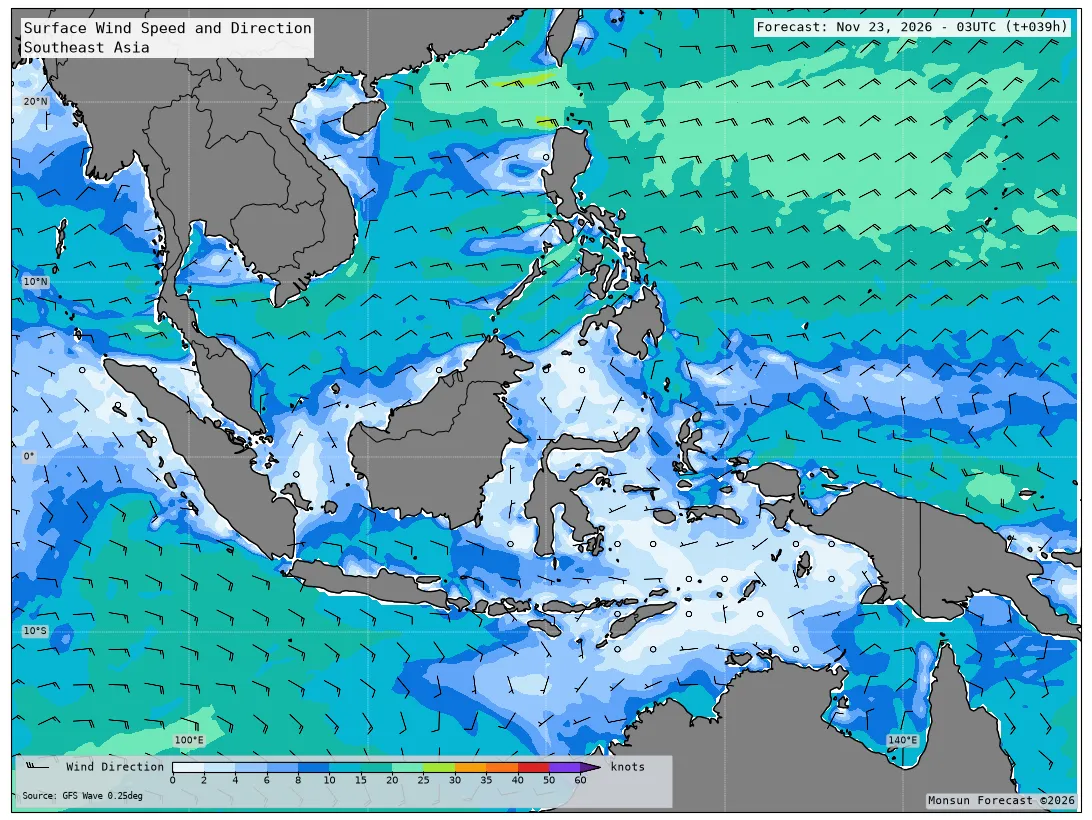 Surface Wind Speed and Direction
Southeast Asia
Forecast: Nov 23, 2026 - 03UTC (t+039h)
20°N
10°N
0°
10°S
100°E
140°E
Wind Direction
0 2 4 6 8 10 15 20 25 30 35 40 50 60
knots
Source: GFS Wave 0.25deg
Monsun Forecast ©2026